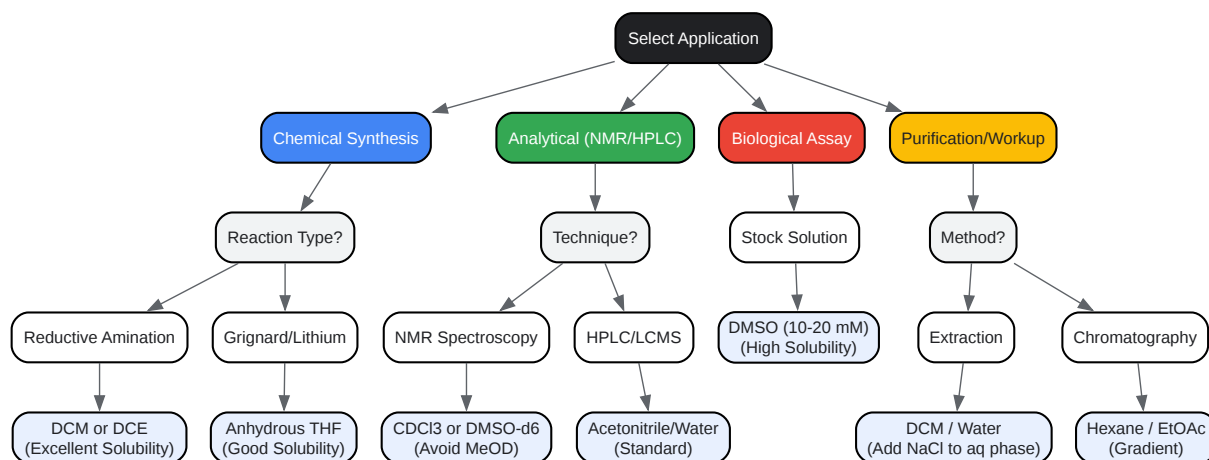 Select Application
Chemical Synthesis
Analytical (NMR/HPLC)
Biological Assay
Purification/Workup
Reaction Type?
Technique?
Stock Solution
Method?
Reductive Amination
Grignard/Lithium
NMR Spectroscopy
HPLC/LCMS
DMSO (10-20 mM)
(High Solubility)
Extraction
Chromatography
DCM or DCE
(Excellent Solubility)
Anhydrous THF
(Good Solubility)
CDCl3 or DMSO-d6
(Avoid MeOD)
Acetonitrile/Water
(Standard)
DCM / Water
(Add NaCl to aq phase)
Hexane / EtOAc
(Gradient)